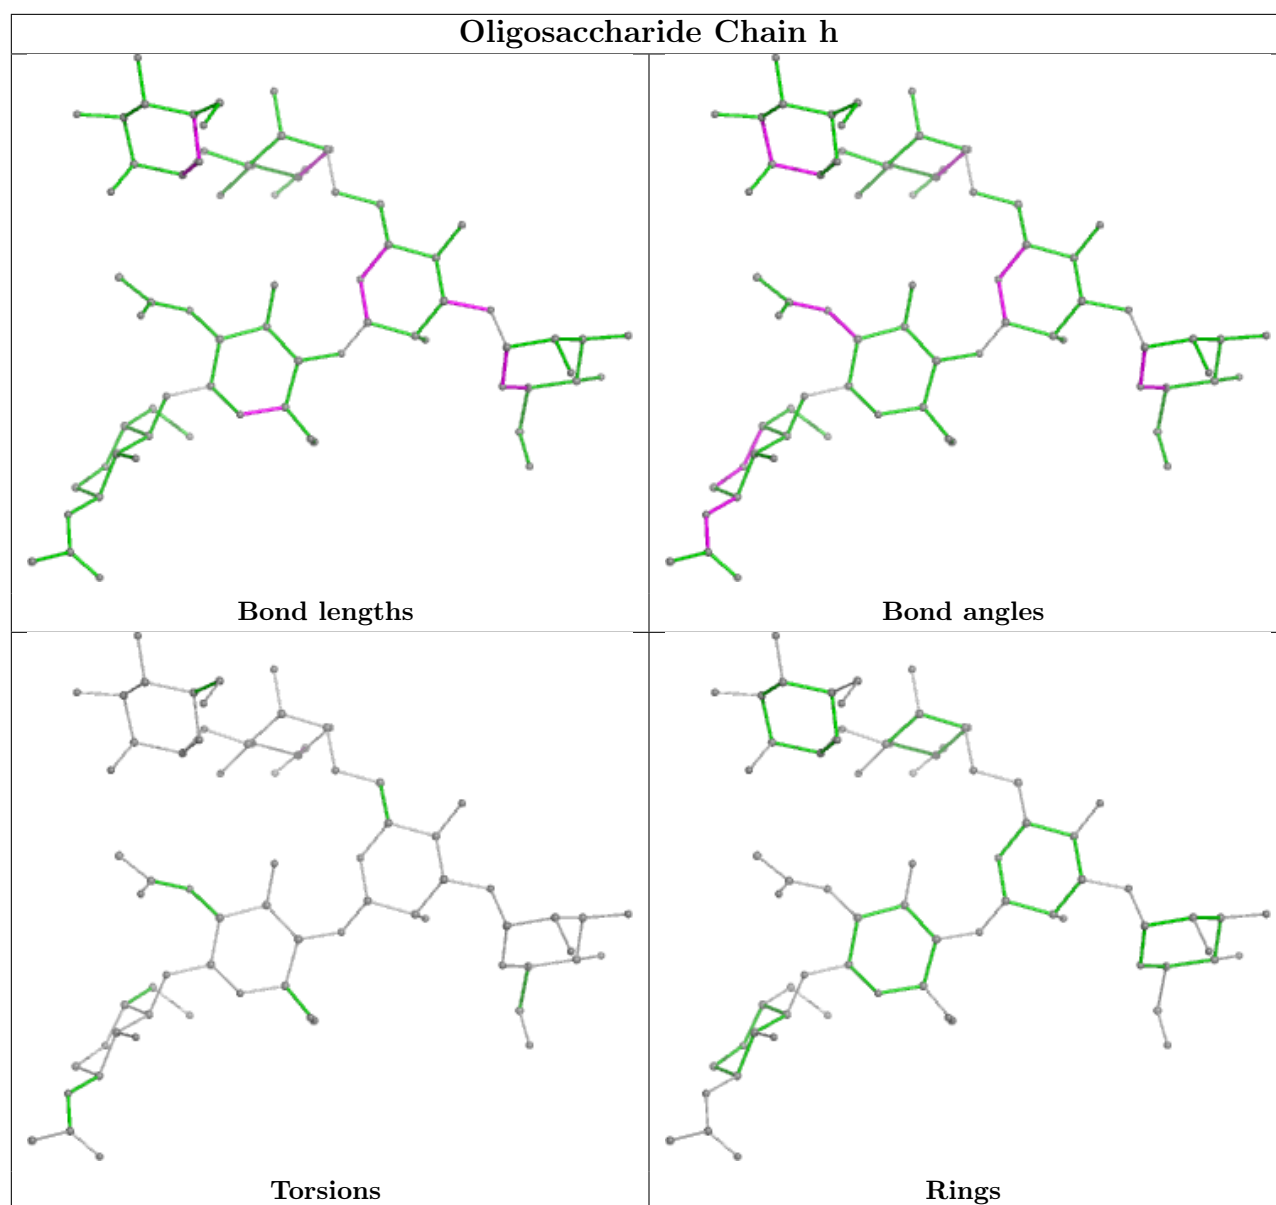 Oligosaccharide Chain h
Bond lengths
Bond angles
Torsions
Rings